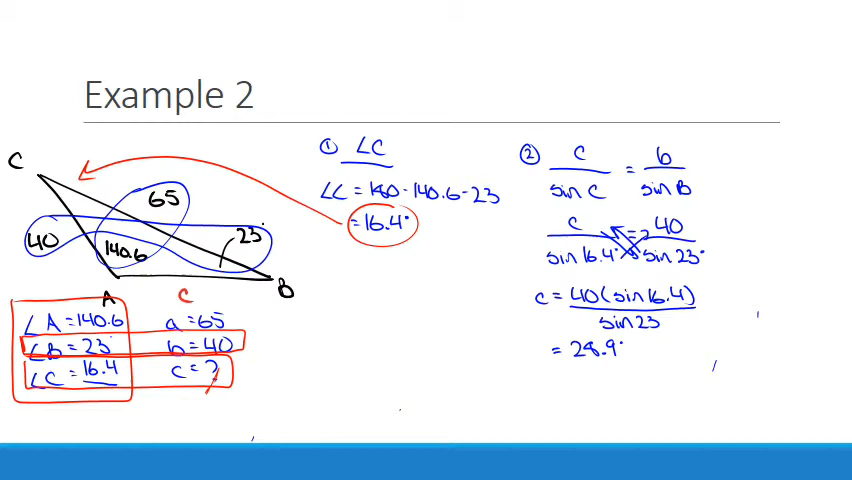 Example 2
C
65
40
140.6
23°
A
c
B
∠A = 140.6
a = 65
∠B = 23°
b = 40
∠C = 16.4
c = ?
① ∠C
∠C = 180 - 140.6 - 23
= 16.4°
② c/sin C = b/sin B
c/sin 16.4° = 40/sin 23°
c = 40(sin 16.4)/sin 23
= 28.9°